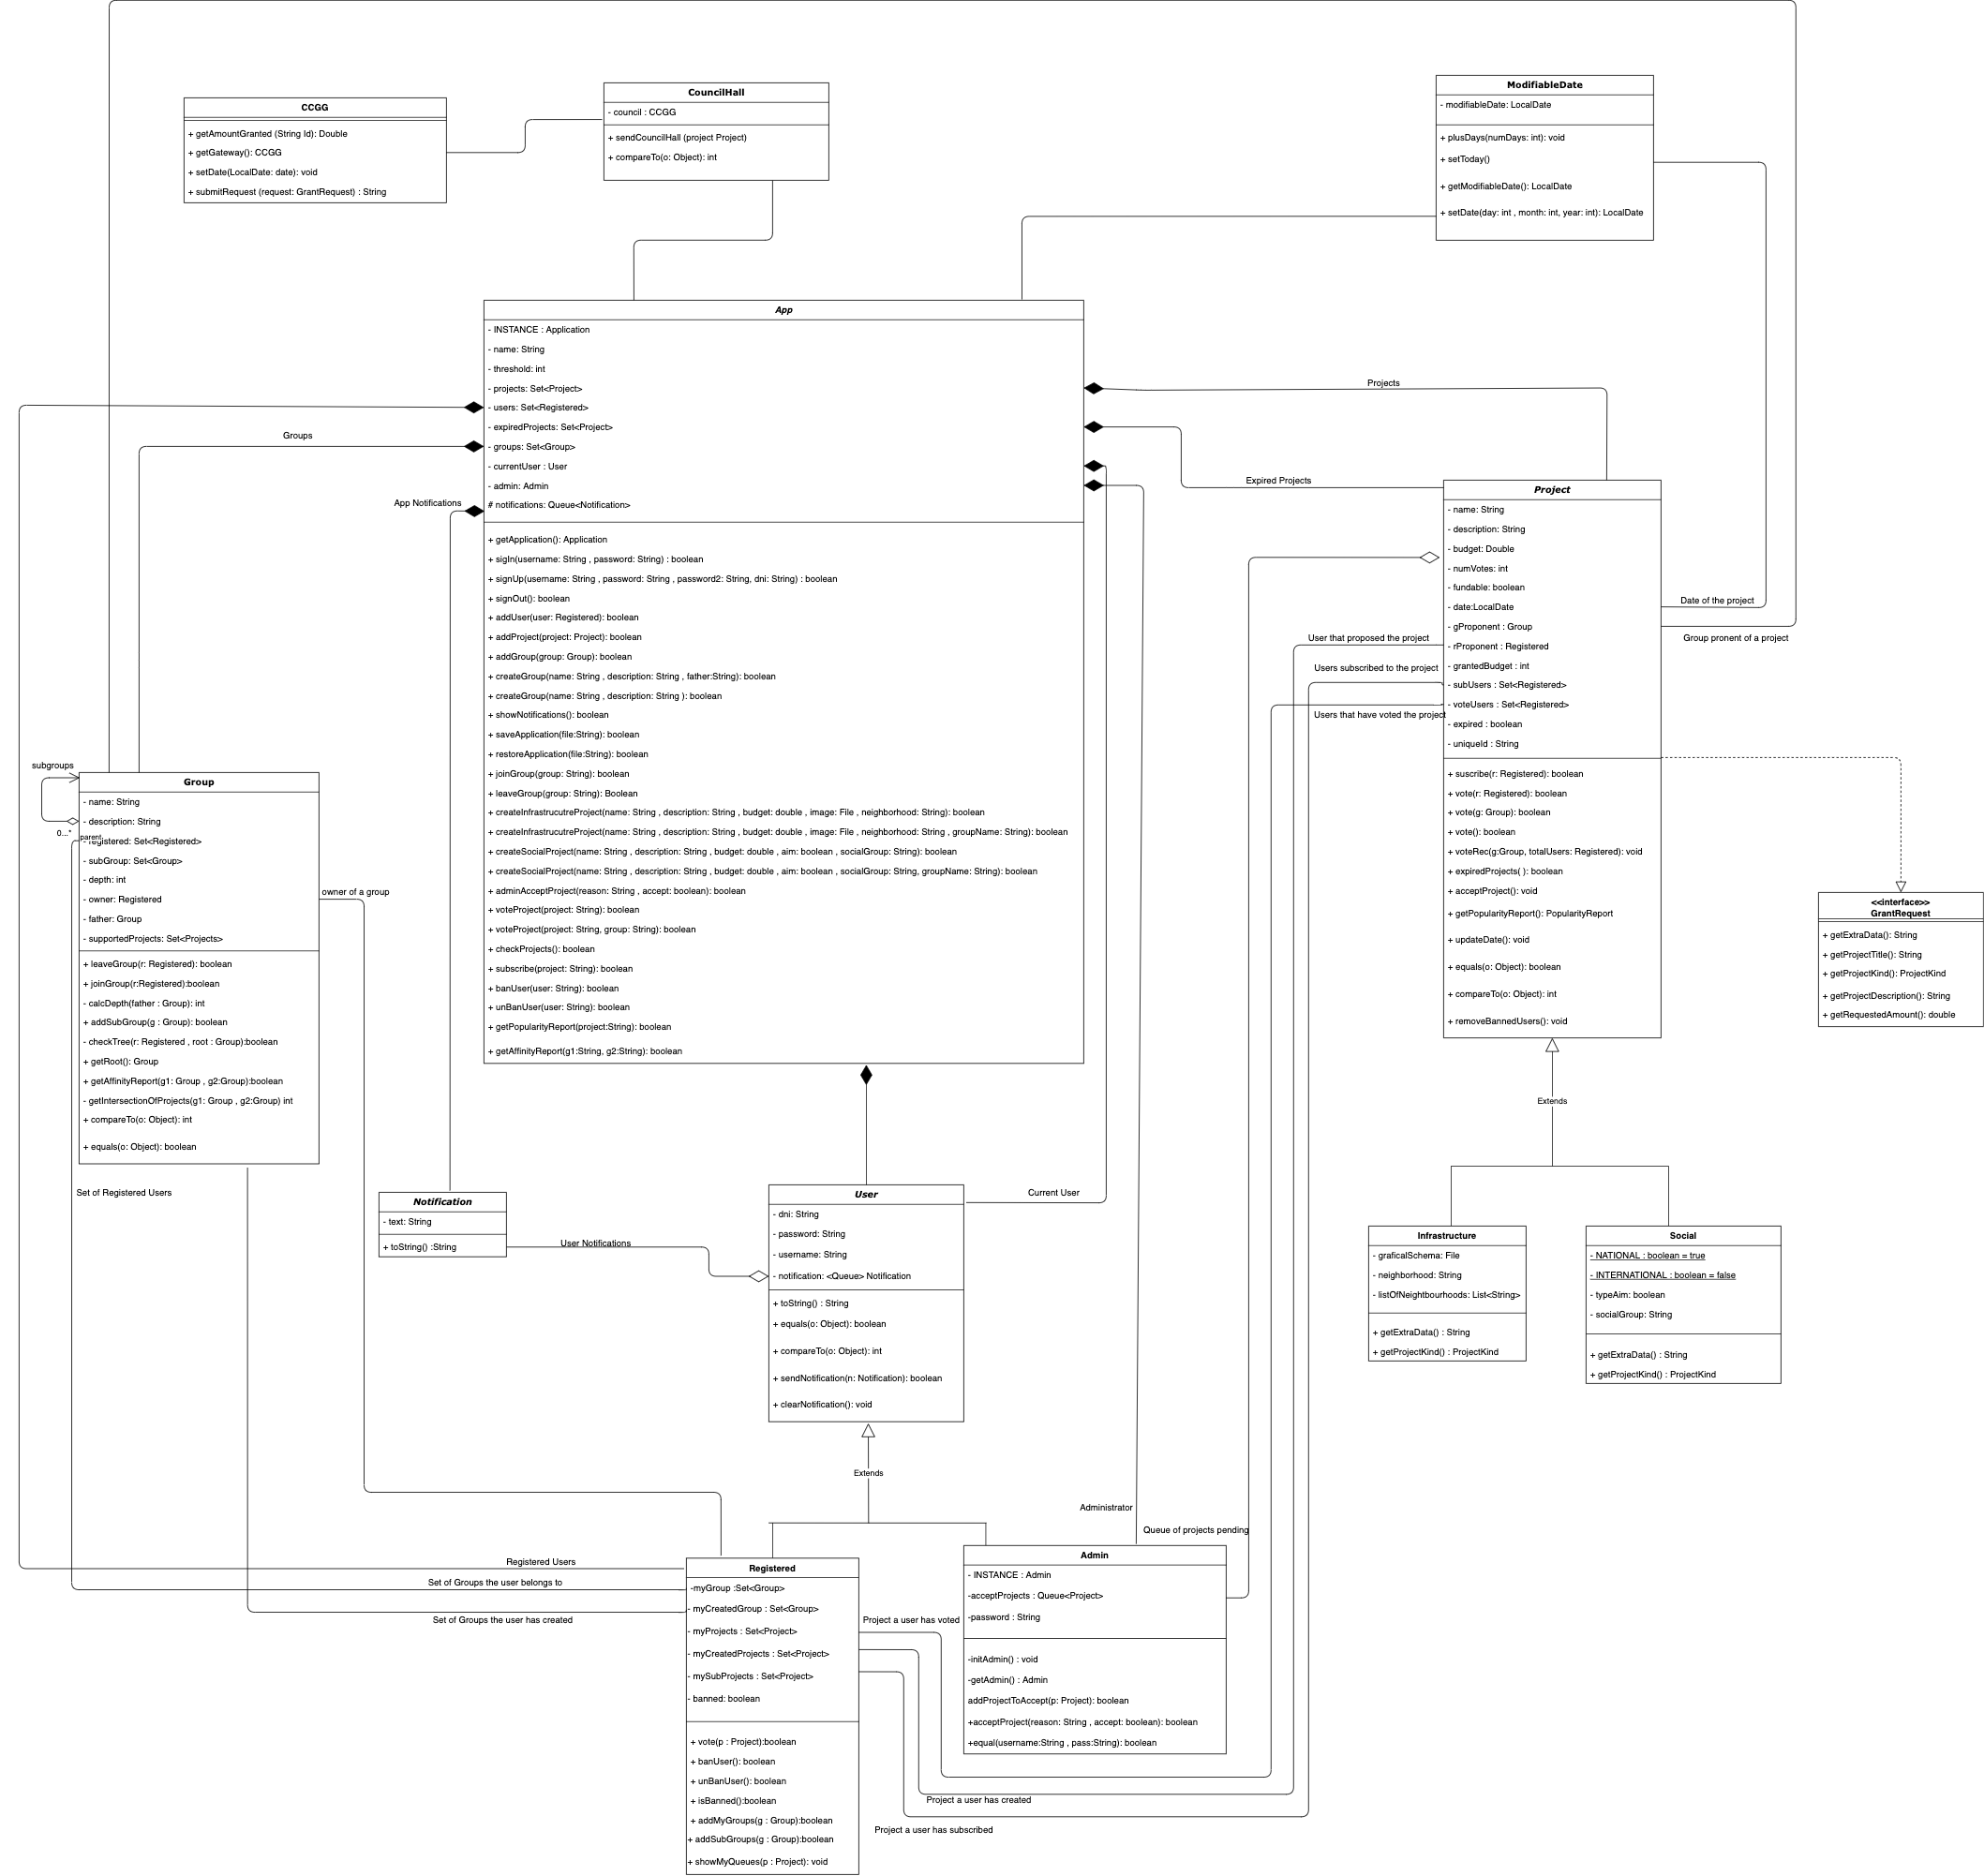 CCGG
+ getAmountGranted (String Id): Double
+ getGateway(): CCGG
+ setDate(LocalDate: date): void
+ submitRequest (request: GrantRequest) : String
CouncilHall
- council : CCGG
+ sendCouncilHall (project Project)
+ compareTo(o: Object): int
ModifiableDate
- modifiableDate: LocalDate
+ plusDays(numDays: int): void
+ setToday()
+ getModifiableDate(): LocalDate
+ setDate(day: int , month: int, year: int): LocalDate
App
- INSTANCE : Application
- name: String
- threshold: int
- projects: Set<Project>
- users: Set<Registered>
- expiredProjects: Set<Project>
- groups: Set<Group>
- currentUser : User
- admin: Admin
# notifications: Queue<Notification>
+ getApplication(): Application
+ sigIn(username: String , password: String) : boolean
+ signUp(username: String , password: String , password2: String, dni: String) : boolean
+ signOut(): boolean
+ addUser(user: Registered): boolean
+ addProject(project: Project): boolean
+ addGroup(group: Group): boolean
+ createGroup(name: String , description: String , father:String): boolean
+ createGroup(name: String , description: String ): boolean
+ showNotifications(): boolean
+ saveApplication(file:String): boolean
+ restoreApplication(file:String): boolean
+ joinGroup(group: String): boolean
+ leaveGroup(group: String): Boolean
+ createInfrastrucutreProject(name: String , description: String , budget: double , image: File , neighborhood: String): boolean
+ createInfrastrucutreProject(name: String , description: String , budget: double , image: File , neighborhood: String , groupName: String): boolean
+ createSocialProject(name: String , description: String , budget: double , aim: boolean , socialGroup: String): boolean
+ createSocialProject(name: String , description: String , budget: double , aim: boolean , socialGroup: String, groupName: String): boolean
+ adminAcceptProject(reason: String , accept: boolean): boolean
+ voteProject(project: String): boolean
+ voteProject(project: String, group: String): boolean
+ checkProjects(): boolean
+ subscribe(project: String): boolean
+ banUser(user: String): boolean
+ unBanUser(user: String): boolean
+ getPopularityReport(project:String): boolean
+ getAffinityReport(g1:String, g2:String): boolean
Groups
App Notifications
Projects
Expired Projects
Project
- name: String
- description: String
- budget: Double
- numVotes: int
- fundable: boolean
- date:LocalDate
- gProponent : Group
- rProponent : Registered
- grantedBudget : int
- subUsers : Set<Registered>
- voteUsers : Set<Registered>
- expired : boolean
- uniqueId : String
+ suscribe(r: Registered): boolean
+ vote(r: Registered): boolean
+ vote(g: Group): boolean
+ vote(): boolean
+ voteRec(g:Group, totalUsers: Registered): void
+ expiredProjects( ): boolean
+ acceptProject(): void
+ getPopularityReport(): PopularityReport
+ updateDate(): void
+ equals(o: Object): boolean
+ compareTo(o: Object): int
+ removeBannedUsers(): void
Date of the project
Group pronent of a project
User that proposed the project
Users subscribed to the project
Users that have voted the project
<<interface>>
GrantRequest
+ getExtraData(): String
+ getProjectTitle(): String
+ getProjectKind(): ProjectKind
+ getProjectDescription(): String
+ getRequestedAmount(): double
subgroups
0...*
parent
Group
- name: String
- description: String
- registered: Set<Registered>
- subGroup: Set<Group>
- depth: int
- owner: Registered
- father: Group
- supportedProjects: Set<Projects>
+ leaveGroup(r: Registered): boolean
+ joinGroup(r:Registered):boolean
- calcDepth(father : Group): int
+ addSubGroup(g : Group): boolean
- checkTree(r: Registered , root : Group):boolean
+ getRoot(): Group
+ getAffinityReport(g1: Group , g2:Group):boolean
- getIntersectionOfProjects(g1: Group , g2:Group) int
+ compareTo(o: Object): int
+ equals(o: Object): boolean
owner of a group
Set of Registered Users
Extends
Notification
- text: String
+ toString() :String
User Notifications
User
- dni: String
- password: String
- username: String
- notification: <Queue> Notification
+ toString() : String
+ equals(o: Object): boolean
+ compareTo(o: Object): int
+ sendNotification(n: Notification): boolean
+ clearNotification(): void
Current User
Infrastructure
- graficalSchema: File
- neighborhood: String
- listOfNeightbourhoods: List<String>
+ getExtraData() : String
+ getProjectKind() : ProjectKind
Social
- NATIONAL : boolean = true
- INTERNATIONAL : boolean = false
- typeAim: boolean
- socialGroup: String
+ getExtraData() : String
+ getProjectKind() : ProjectKind
Extends
Administrator
Queue of projects pending
Registered Users
Set of Groups the user belongs to
Set of Groups the user has created
Registered
-myGroup :Set<Group>
- myCreatedGroup : Set<Group>
- myProjects : Set<Project>
- myCreatedProjects : Set<Project>
- mySubProjects : Set<Project>
- banned: boolean
+ vote(p : Project):boolean
+ banUser(): boolean
+ unBanUser(): boolean
+ isBanned():boolean
+ addMyGroups(g : Group):boolean
+ addSubGroups(g : Group):boolean
+ showMyQueues(p : Project): void
Project a user has voted
Admin
- INSTANCE : Admin
-acceptProjects : Queue<Project>
-password : String
-initAdmin() : void
-getAdmin() : Admin
addProjectToAccept(p: Project): boolean
+acceptProject(reason: String , accept: boolean): boolean
+equal(username:String , pass:String): boolean
Project a user has created
Project a user has subscribed